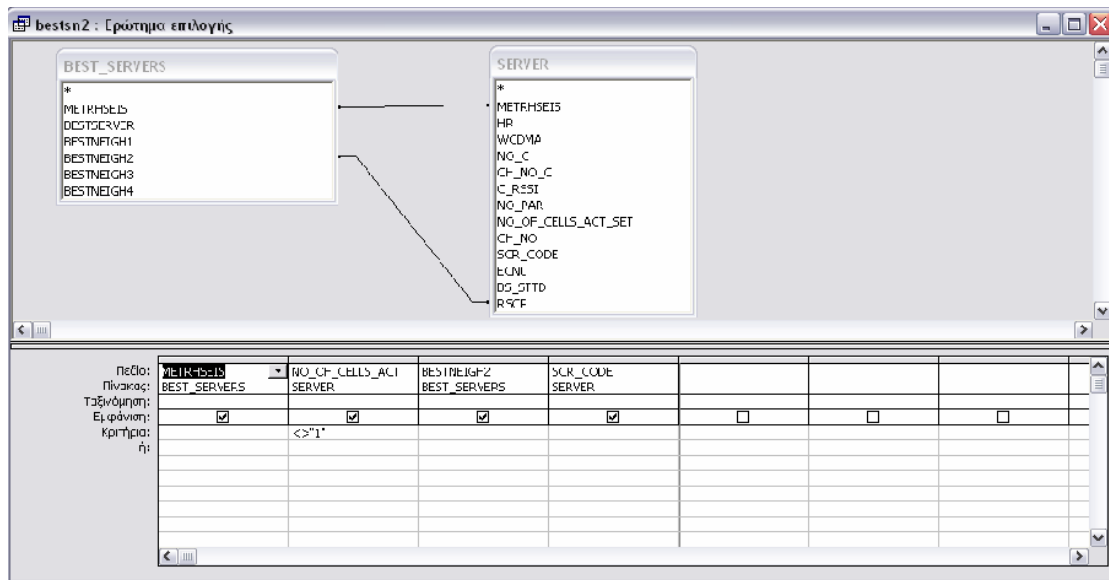 bestsn2 : Ερώτημα επιλογής
BEST_SERVERS
*
METRHSEIS
BESTSERVER
BESTNEIGH1
BESTNEIGH2
BESTNEIGH3
BESTNEIGH4
SERVER
*
METRHSEIS
HR
WCDMA
NO_C
CH_NO_C
C_RSSI
NO_PAR
NO_OF_CELLS_ACT_SET
CH_NO
SCR_CODE
ECNO
DS_STTD
RSCP
Πεδίο: METRHSEIS NO_OF_CELLS_ACT BESTNEIGH2 SCR_CODE
Πίνακας: BEST_SERVERS SERVER BEST_SERVERS SERVER
Ταξινόμηση:
Εμφάνιση:
Κριτήρια: <>"1"
ή: